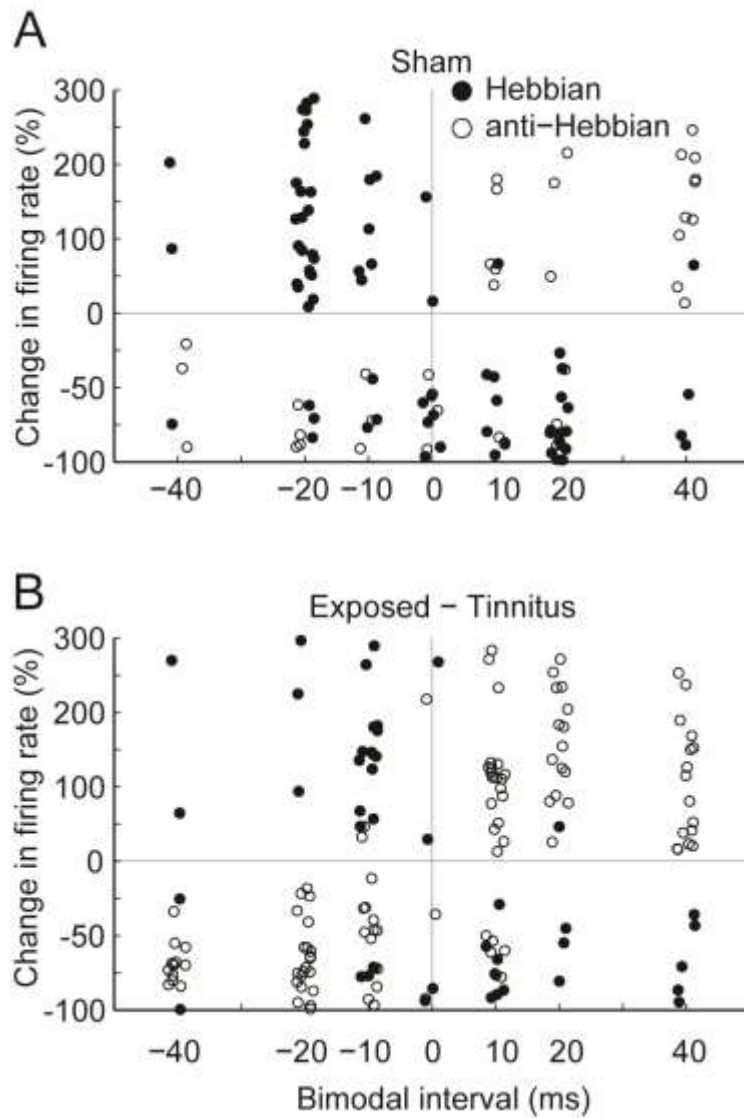 A
Sham
Hebbian
anti−Hebbian
Change in firing rate (%)
300
200
100
0
-50
-100
−40
−20
−10
0
10
20
40
B
Exposed − Tinnitus
Change in firing rate (%)
300
200
100
0
-50
-100
−40
−20
−10
0
10
20
40
Bimodal interval (ms)